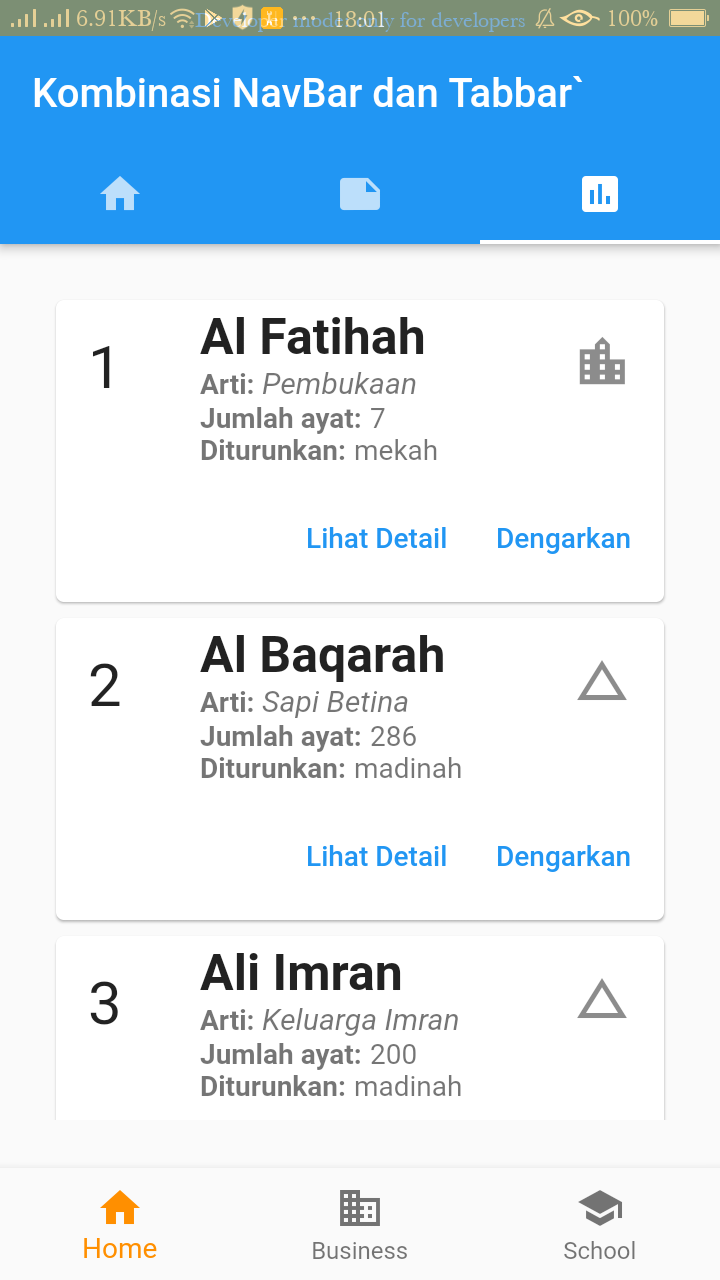 6.91KB/s 18:01 100%
Developer mode: only for developers
Kombinasi NavBar dan Tabbar`
1
Al Fatihah
Arti: Pembukaan
Jumlah ayat: 7
Diturunkan: mekah
Lihat Detail Dengarkan
2
Al Baqarah
Arti: Sapi Betina
Jumlah ayat: 286
Diturunkan: madinah
Lihat Detail Dengarkan
3
Ali Imran
Arti: Keluarga Imran
Jumlah ayat: 200
Diturunkan: madinah
Home Business School